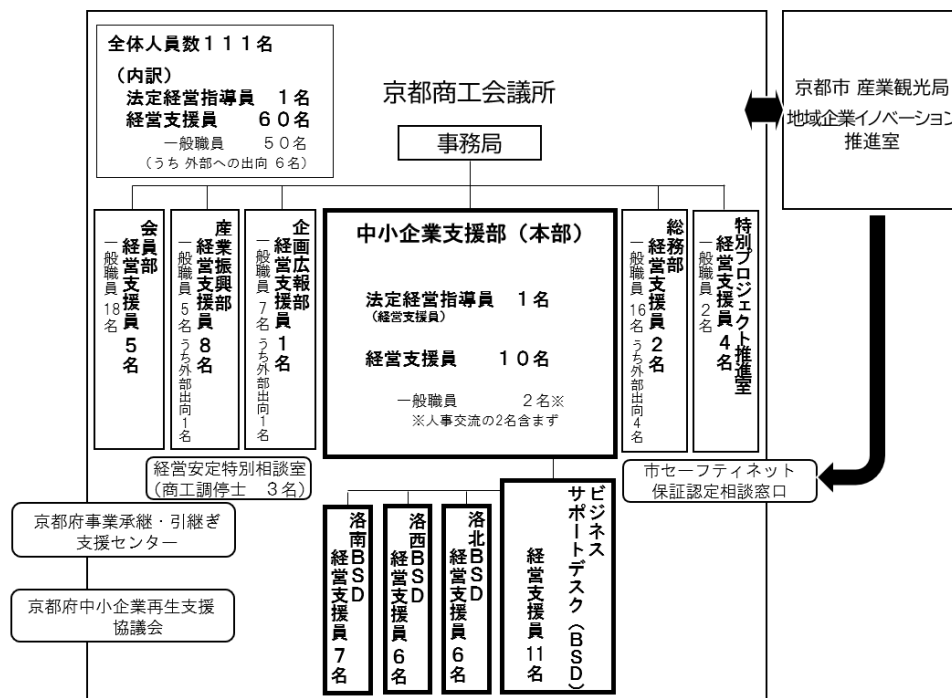 全体人員数111名
（内訳）
法定経営指導員　1名
経営支援員　60名
一般職員　50名
（うち 外部への出向 6名）
京都商工会議所
事務局
京都市 産業観光局
地域企業イノベーション
推進室
会員部
経営支援員 5名
一般職員 18名
産業振興部
経営支援員 8名
一般職員 5名 うち外部出向1名
企画広報部
経営支援員 1名
一般職員 7名 うち外部出向1名
中小企業支援部（本部）
法定経営指導員　1名
（経営支援員）
経営支援員　10名
一般職員　2名※
※人事交流の2名含まず
総務部
経営支援員 2名
一般職員 16名 うち外部出向4名
特別プロジェクト推進室
経営支援員 4名
一般職員 2名
経営安定特別相談室
(商工調停士　3名)
市セーフティネット
保証認定相談窓口
京都府事業承継・引継ぎ
支援センター
京都府中小企業再生支援
協議会
洛南BSD
経営支援員 7名
洛西BSD
経営支援員 6名
洛北BSD
経営支援員 6名
ビジネス
サポートデスク（BSD）
経営支援員 11名